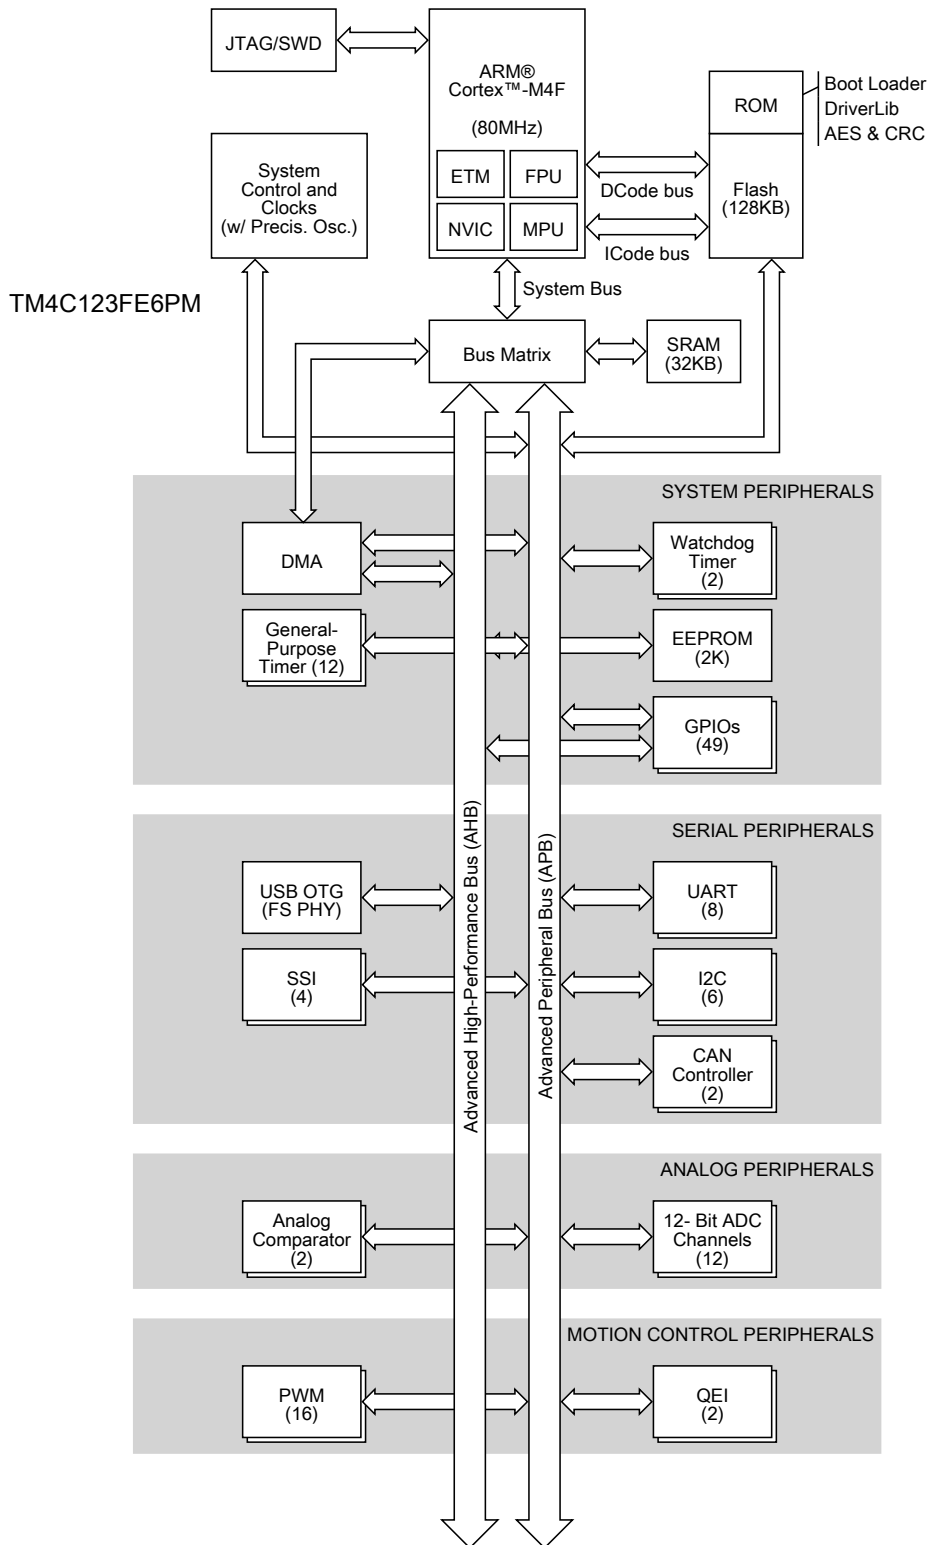 JTAG/SWD
ARM®
Cortex™-M4F
(80MHz)
ETM
FPU
NVIC
MPU
ROM
Boot Loader
DriverLib
AES & CRC
Flash
(128KB)
DCode bus
ICode bus
System
Control and
Clocks
(w/ Precis. Osc.)
TM4C123FE6PM
System Bus
Bus Matrix
SRAM
(32KB)
SYSTEM PERIPHERALS
DMA
Watchdog
Timer
(2)
General-
Purpose
Timer (12)
EEPROM
(2K)
GPIOs
(49)
Advanced High-Performance Bus (AHB)
Advanced Peripheral Bus (APB)
SERIAL PERIPHERALS
USB OTG
(FS PHY)
UART
(8)
SSI
(4)
I2C
(6)
CAN
Controller
(2)
ANALOG PERIPHERALS
Analog
Comparator
(2)
12- Bit ADC
Channels
(12)
MOTION CONTROL PERIPHERALS
PWM
(16)
QEI
(2)